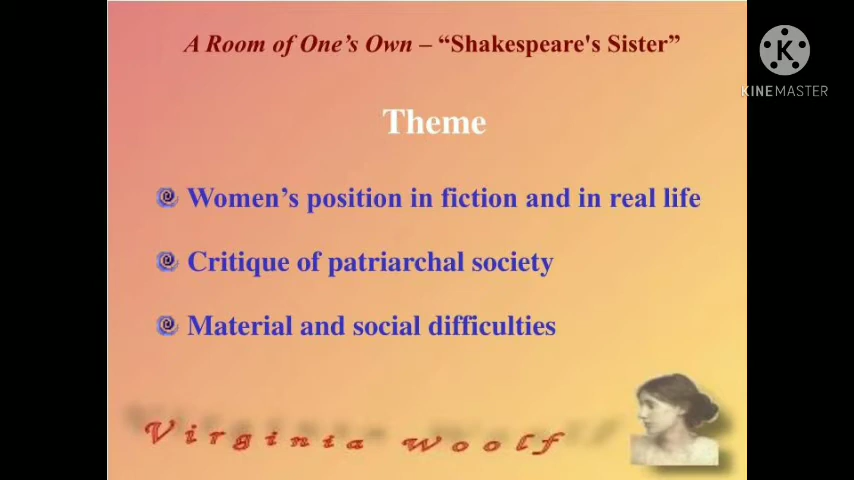 A Room of One's Own – “Shakespeare's Sister”
K
KINEMASTER
Theme
Women’s position in fiction and in real life
Critique of patriarchal society
Material and social difficulties
Virginia Woolf